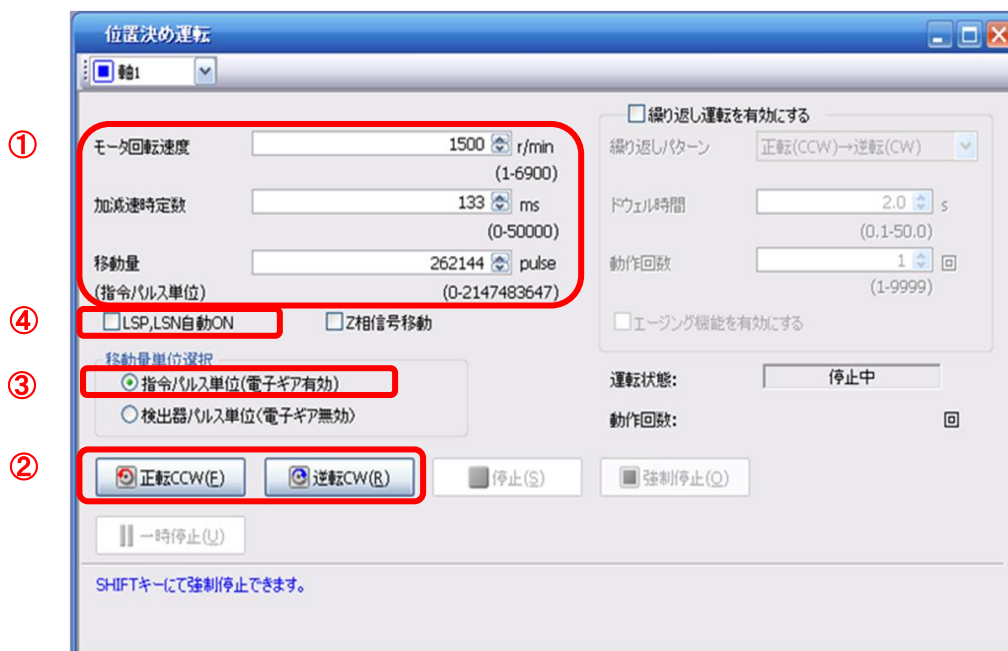 位置決め運転
軸1
①
モータ回転速度
1500 r/min
(1-6900)
加減速時定数
133 ms
(0-50000)
移動量
262144 pulse
(指令パルス単位)
(0-2147483647)
④
LSP,LSN自動ON
Z相信号移動
移動量単位選択
③
指令パルス単位(電子ギア有効)
検出器パルス単位(電子ギア無効)
繰り返し運転を有効にする
繰り返しパターン
正転(CCW)→逆転(CW)
ドウェル時間
2.0 s
(0.1-50.0)
動作回数
1 回
(1-9999)
エージング機能を有効にする
運転状態:
停止中
動作回数:
回
②
正転CCW(F)
逆転CW(R)
停止(S)
強制停止(O)
一時停止(U)
SHIFTキーにて強制停止できます。